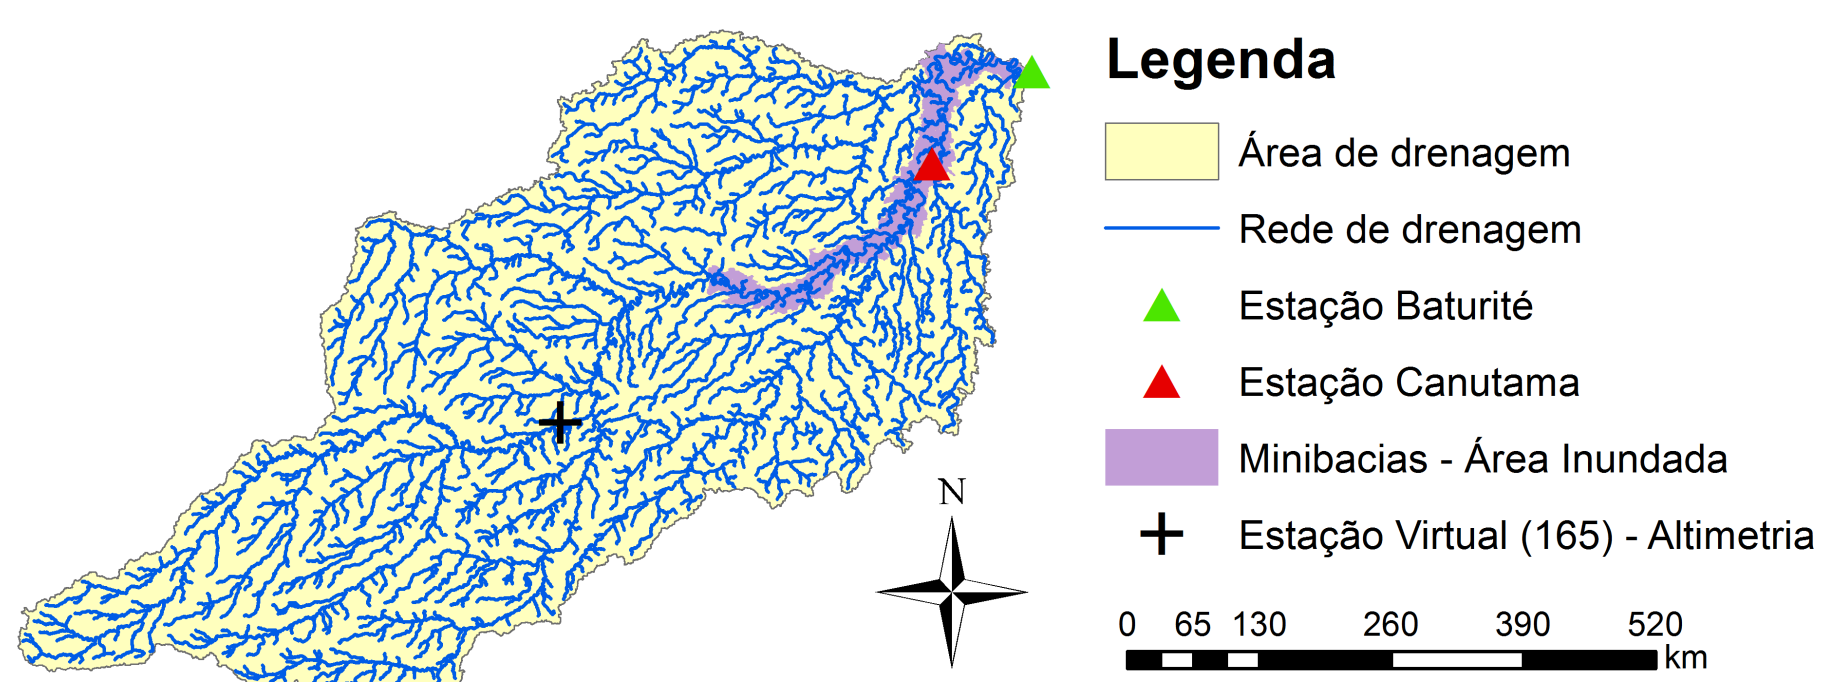 Legenda
Área de drenagem
Rede de drenagem
Estação Baturité
Estação Canutama
Minibacias - Área Inundada
Estação Virtual (165) - Altimetria
N
0 65 130 260 390 520
km